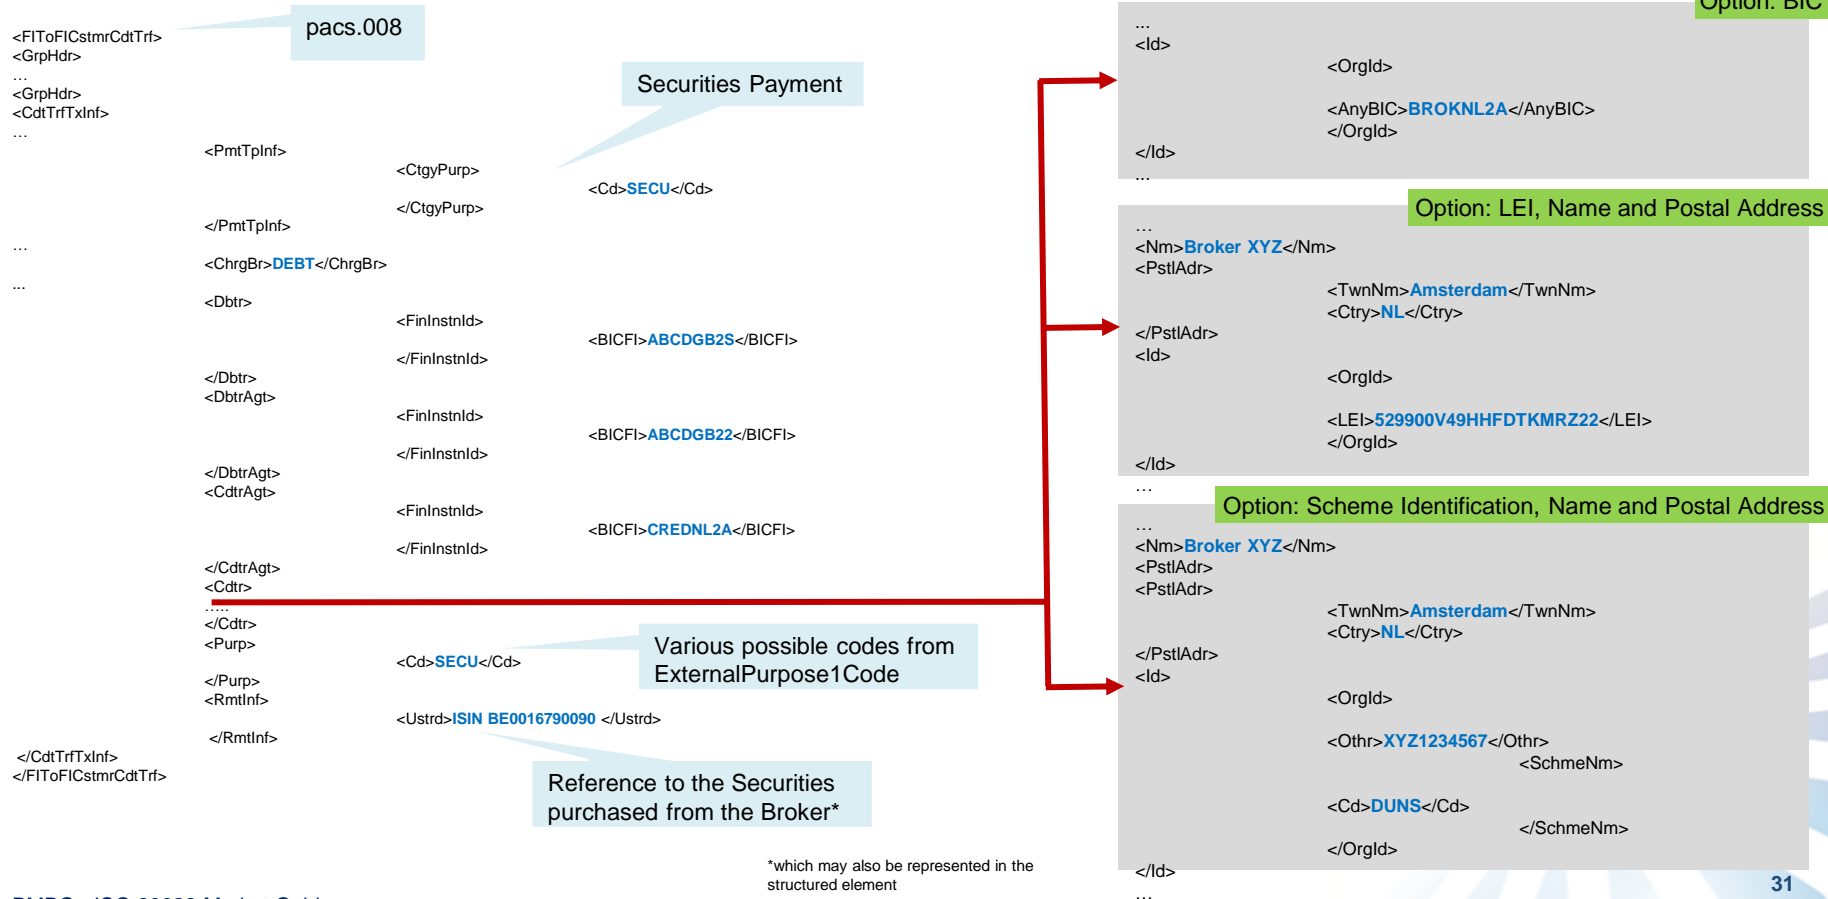 pacs.008
<FIToFICstmrCdtTrf>
<GrpHdr>
…
<GrpHdr>
<CdtTrfTxInf>
…
Securities Payment
<PmtTpInf>
<CtgyPurp>
<Cd>SECU</Cd>
</CtgyPurp>
</PmtTpInf>
…
<ChrgBr>DEBT</ChrgBr>
...
<Dbtr>
<FinInstnId>
<BICFI>ABCDGB2S</BICFI>
</FinInstnId>
</Dbtr>
<DbtrAgt>
<FinInstnId>
<BICFI>ABCDGB22</BICFI>
</FinInstnId>
</DbtrAgt>
<CdtrAgt>
<FinInstnId>
<BICFI>CREDNL2A</BICFI>
</FinInstnId>
</CdtrAgt>
<Cdtr>
…..
</Cdtr>
<Purp>
<Cd>SECU</Cd>
Various possible codes from
ExternalPurpose1Code
</Purp>
<RmtInf>
<Ustrd>ISIN BE0016790090 </Ustrd>
</RmtInf>
</CdtTrfTxInf>
</FIToFICstmrCdtTrf>
Reference to the Securities
purchased from the Broker*
*which may also be represented in the
structured element
Option: BIC
...
<Id>
<OrgId>
<AnyBIC>BROKNL2A</AnyBIC>
</OrgId>
</Id>
...
Option: LEI, Name and Postal Address
…
<Nm>Broker XYZ</Nm>
<PstlAdr>
<TwnNm>Amsterdam</TwnNm>
<Ctry>NL</Ctry>
</PstlAdr>
<Id>
<OrgId>
<LEI>529900V49HHFDTKMRZ22</LEI>
</OrgId>
</Id>
…
Option: Scheme Identification, Name and Postal Address
…
<Nm>Broker XYZ</Nm>
<PstlAdr>
<PstlAdr>
<TwnNm>Amsterdam</TwnNm>
<Ctry>NL</Ctry>
</PstlAdr>
<Id>
<OrgId>
<Othr>XYZ1234567</Othr>
<SchmeNm>
<Cd>DUNS</Cd>
</SchmeNm>
</OrgId>
</Id>
…
31